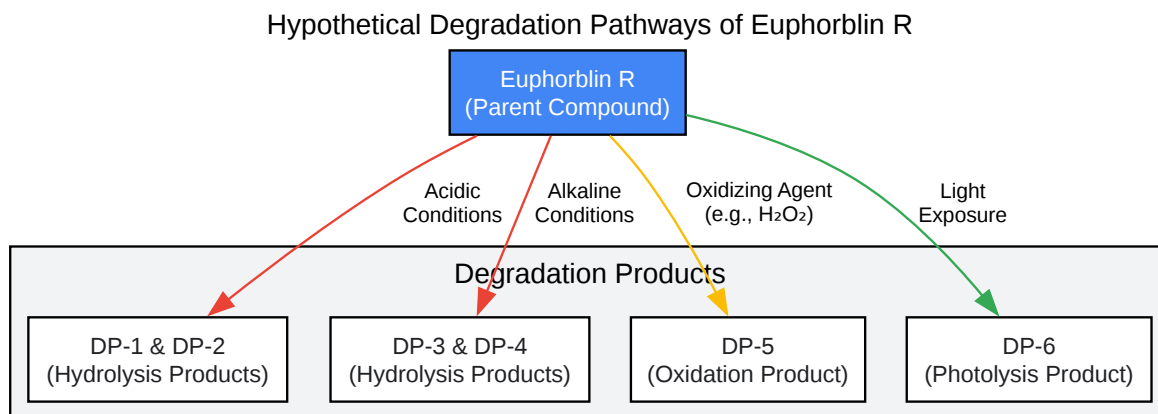 Hypothetical Degradation Pathways of Euphorblin R
Euphorblin R
(Parent Compound)
Acidic
Conditions
Alkaline
Conditions
Oxidizing Agent
(e.g., H₂O₂)
Light
Exposure
Degradation Products
DP-1 & DP-2
(Hydrolysis Products)
DP-3 & DP-4
(Hydrolysis Products)
DP-5
(Oxidation Product)
DP-6
(Photolysis Product)